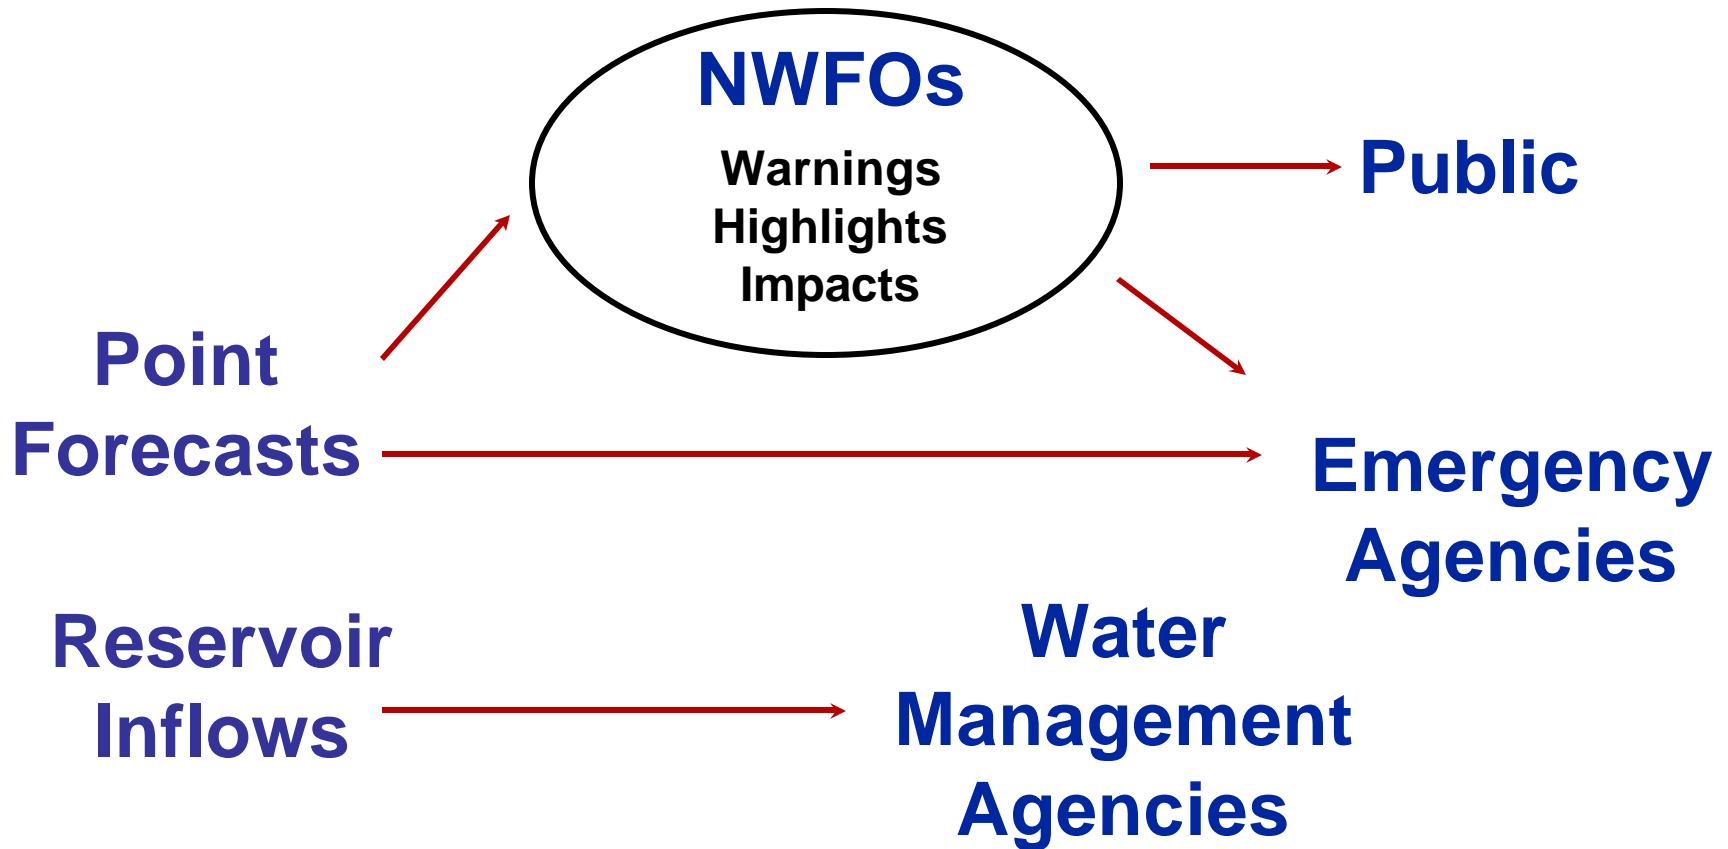 NWFOs
Warnings
Highlights
Impacts
Public
Point
Forecasts
Emergency
Agencies
Reservoir
Inflows
Water
Management
Agencies